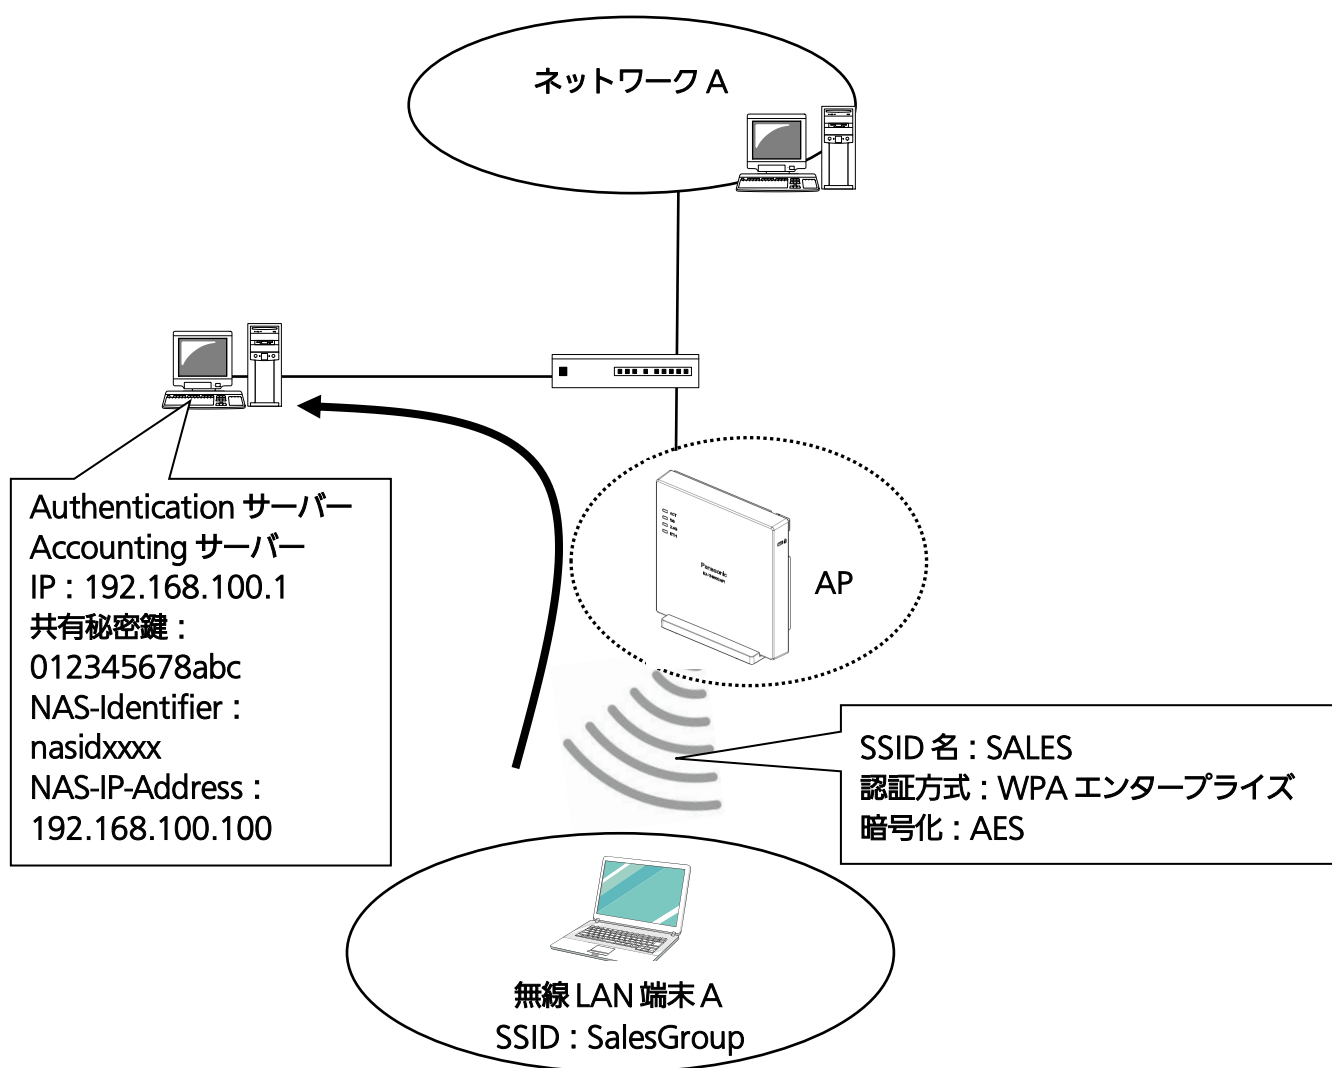 ネットワーク A
Authentication サーバー
Accounting サーバー
IP : 192.168.100.1
共有秘密鍵 :
012345678abc
NAS-Identifier :
nasidxxxx
NAS-IP-Address :
192.168.100.100
Panasonic
AP
SSID 名 : SALES
認証方式 : WPA エンタープライズ
暗号化 : AES
無線 LAN 端末 A
SSID : SalesGroup